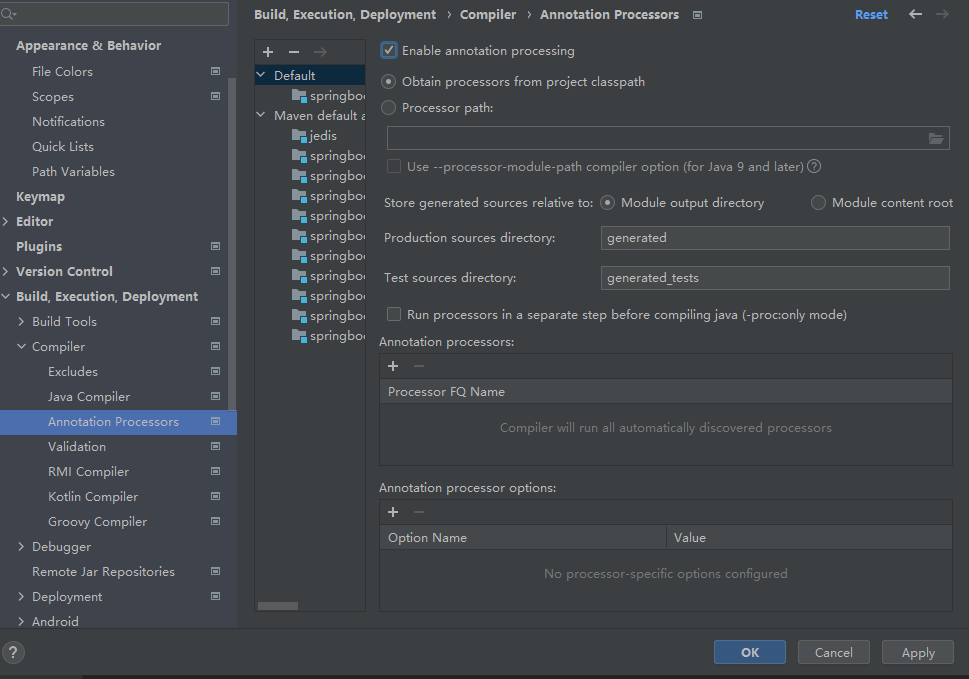 Appearance & Behavior
File Colors
Scopes
Notifications
Quick Lists
Path Variables
Keymap
Editor
Plugins
Version Control
Build, Execution, Deployment
Build Tools
Compiler
Excludes
Java Compiler
Annotation Processors
Validation
RMI Compiler
Kotlin Compiler
Groovy Compiler
Debugger
Remote Jar Repositories
Deployment
Android
Build, Execution, Deployment › Compiler › Annotation Processors
Reset
Default
springboo
Maven default a
jedis
springboo
springboo
springboo
springboo
springboo
springboo
springboo
springboo
springboo
springboo
Enable annotation processing
Obtain processors from project classpath
Processor path:
Use --processor-module-path compiler option (for Java 9 and later) ?
Store generated sources relative to: Module output directory Module content root
Production sources directory: generated
Test sources directory: generated_tests
Run processors in a separate step before compiling java (-proc:only mode)
Annotation processors:
+ −
Processor FQ Name
Compiler will run all automatically discovered processors
Annotation processor options:
+ −
Option Name Value
No processor-specific options configured
? OK Cancel Apply